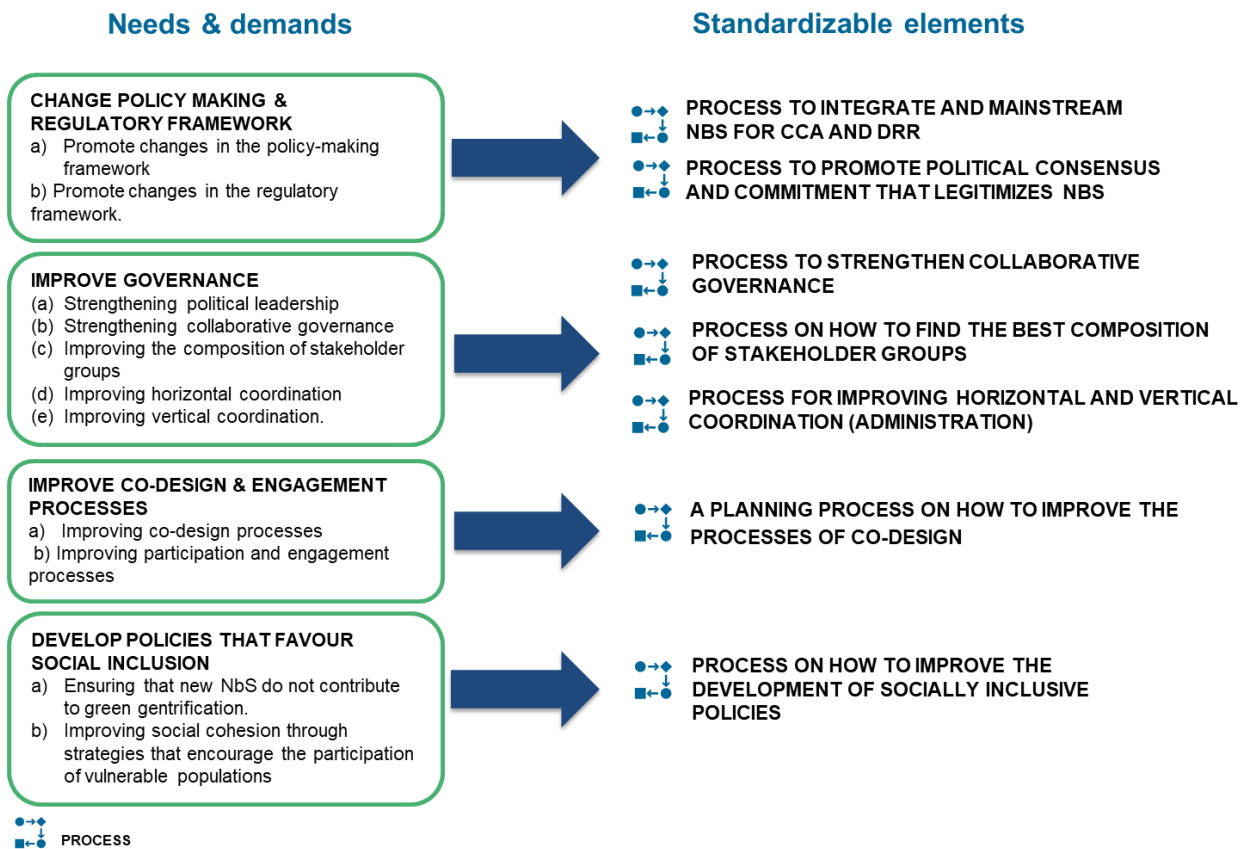 Needs & demands
Standardizable elements
CHANGE POLICY MAKING &
REGULATORY FRAMEWORK
a) Promote changes in the policy-making
framework
b) Promote changes in the regulatory
framework.
PROCESS TO INTEGRATE AND MAINSTREAM
NBS FOR CCA AND DRR
PROCESS TO PROMOTE POLITICAL CONSENSUS
AND COMMITMENT THAT LEGITIMIZES NBS
IMPROVE GOVERNANCE
(a) Strengthening political leadership
(b) Strengthening collaborative governance
(c) Improving the composition of stakeholder
groups
(d) Improving horizontal coordination
(e) Improving vertical coordination.
PROCESS TO STRENGTHEN COLLABORATIVE
GOVERNANCE
PROCESS ON HOW TO FIND THE BEST COMPOSITION
OF STAKEHOLDER GROUPS
PROCESS FOR IMPROVING HORIZONTAL AND VERTICAL
COORDINATION (ADMINISTRATION)
IMPROVE CO-DESIGN & ENGAGEMENT
PROCESSES
a) Improving co-design processes
b) Improving participation and engagement
processes
A PLANNING PROCESS ON HOW TO IMPROVE THE
PROCESSES OF CO-DESIGN
DEVELOP POLICIES THAT FAVOUR
SOCIAL INCLUSION
a) Ensuring that new NbS do not contribute
to green gentrification.
b) Improving social cohesion through
strategies that encourage the participation
of vulnerable populations
PROCESS ON HOW TO IMPROVE THE
DEVELOPMENT OF SOCIALLY INCLUSIVE
POLICIES
PROCESS